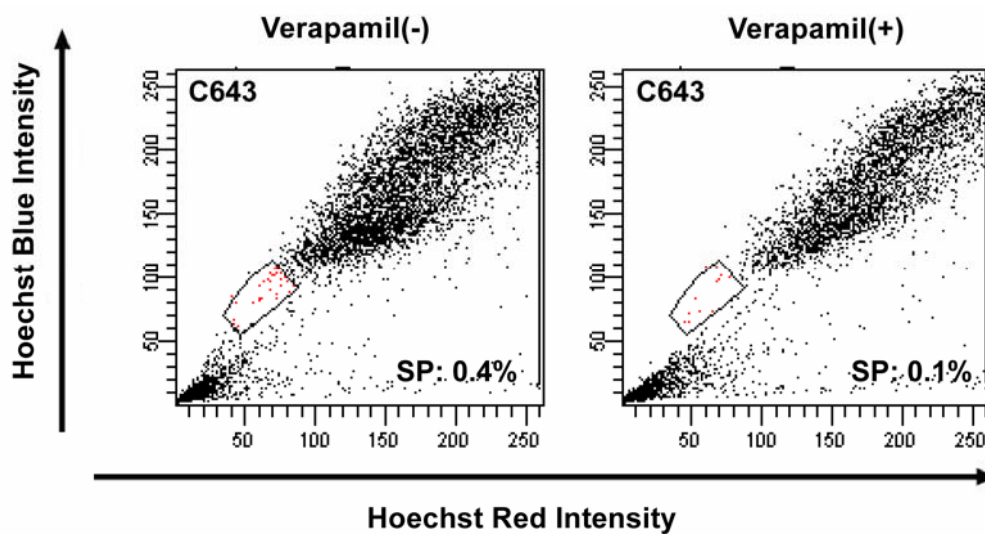 Verapamil(-)
Verapamil(+)
Hoechst Blue Intensity
C643
250
200
150
100
50
SP: 0.4%
50 100 150 200 250
C643
250
200
150
100
50
SP: 0.1%
50 100 150 200 250
Hoechst Red Intensity